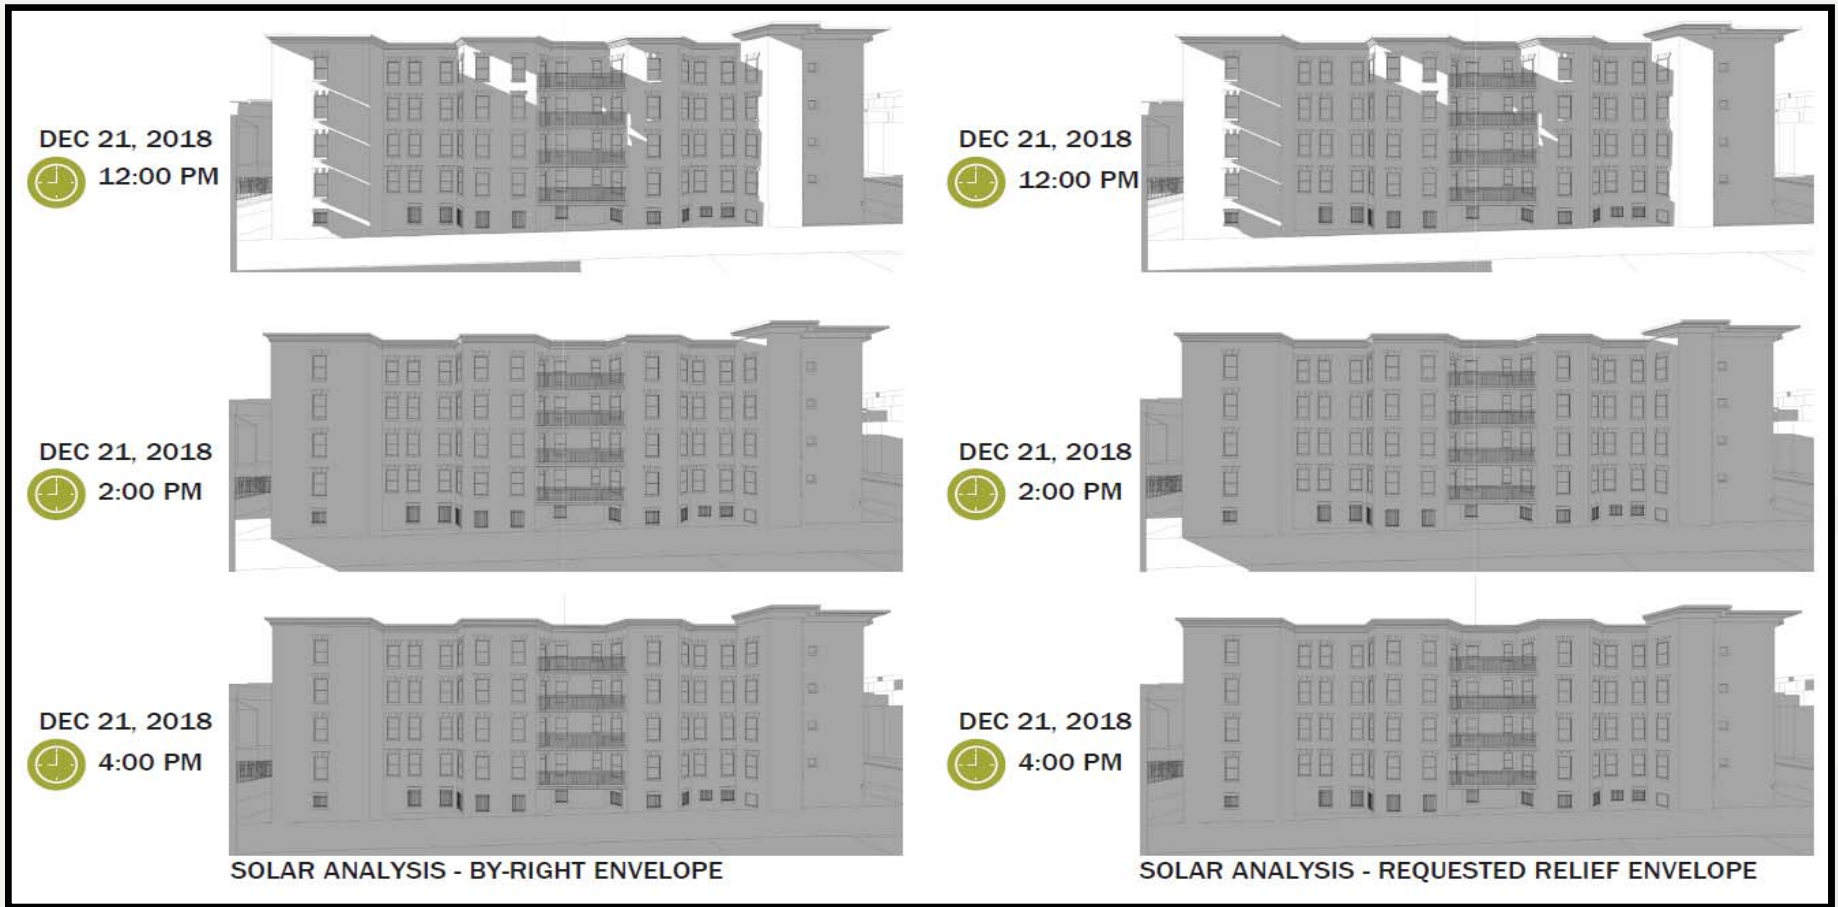 DEC 21, 2018
12:00 PM
DEC 21, 2018
12:00 PM
DEC 21, 2018
2:00 PM
DEC 21, 2018
2:00 PM
DEC 21, 2018
4:00 PM
DEC 21, 2018
4:00 PM
SOLAR ANALYSIS - BY-RIGHT ENVELOPE
SOLAR ANALYSIS - REQUESTED RELIEF ENVELOPE